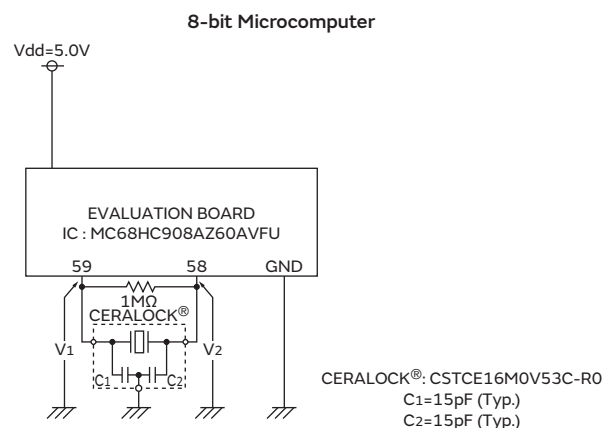 8-bit Microcomputer
Vdd=5.0V
EVALUATION BOARD
IC : MC68HC908AZ60AVFU
59 58 GND
1MΩ
CERALOCK®
V1 V2
C1 C2
CERALOCK®: CSTCE16M0V53C-R0
C1=15pF (Typ.)
C2=15pF (Typ.)